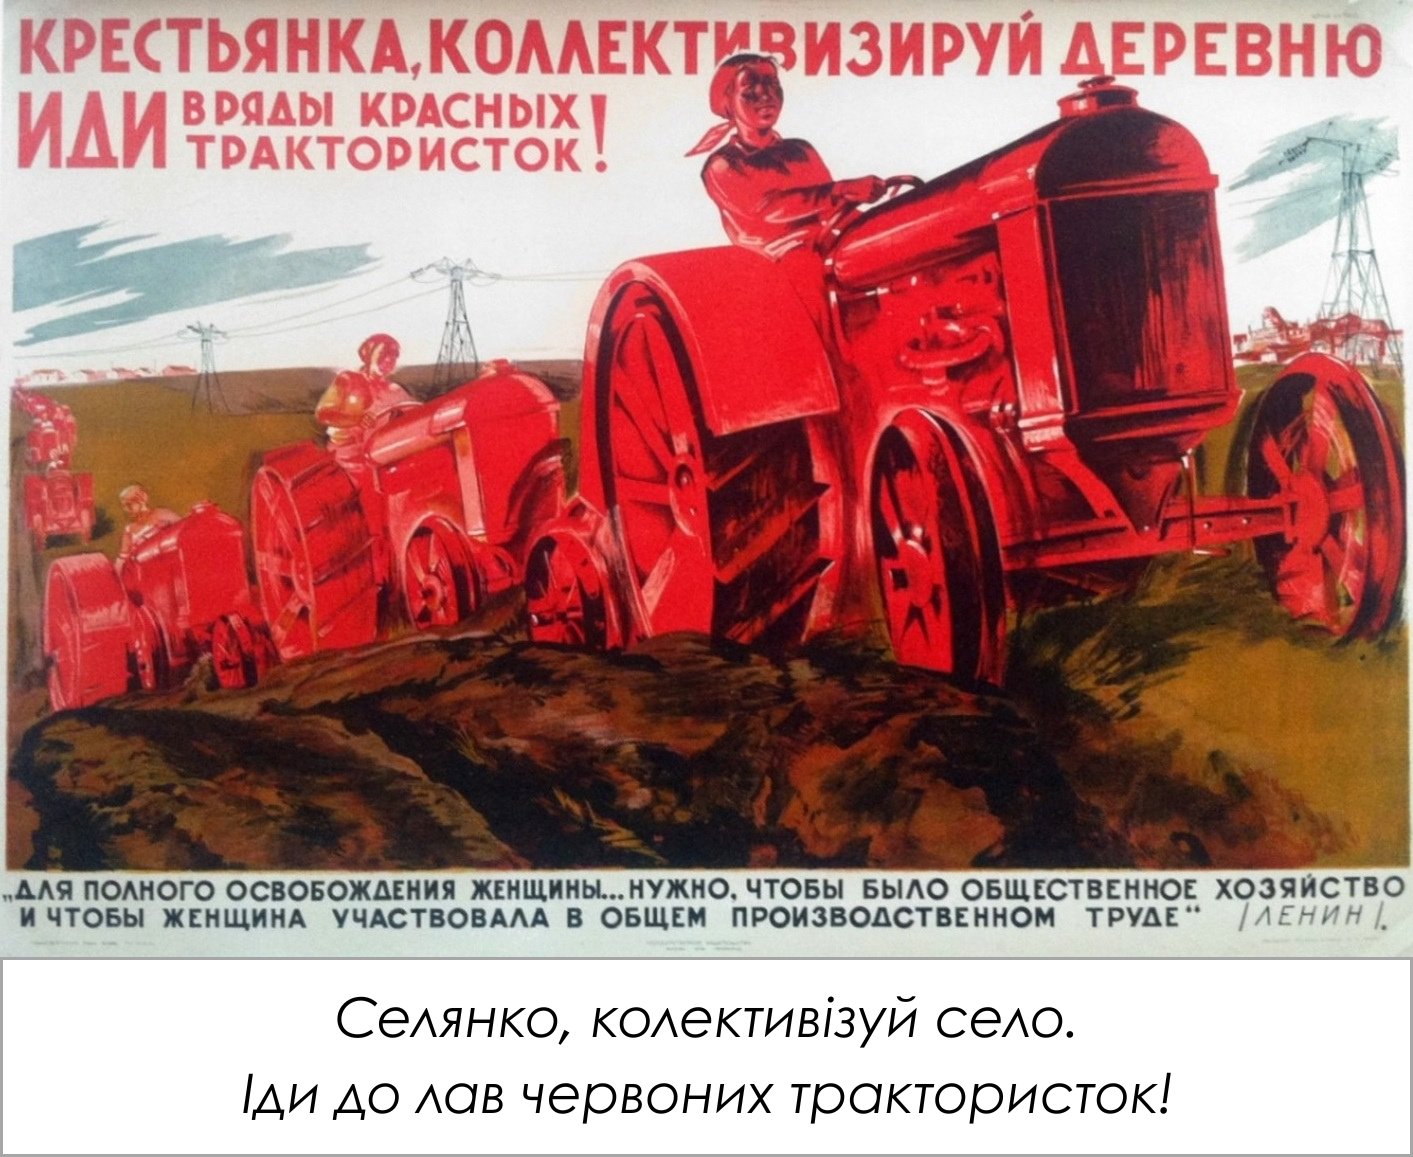 КРЕСТЬЯНКА, КОЛЛЕКТИВИЗИРУЙ ДЕРЕВНЮ
ИДИ В РЯДЫ КРАСНЫХ
ТРАКТОРИСТОК!
„ДЛЯ ПОЛНОГО ОСВОБОЖДЕНИЯ ЖЕНЩИНЫ... НУЖНО, ЧТОБЫ БЫЛО ОБЩЕСТВЕННОЕ ХОЗЯЙСТВО
И ЧТОБЫ ЖЕНЩИНА УЧАСТВОВАЛА В ОБЩЕМ ПРОИЗВОДСТВЕННОМ ТРУДЕ“ /ЛЕНИН/.
Селянко, колективізуй село.
Іди до лав червоних трактористок!